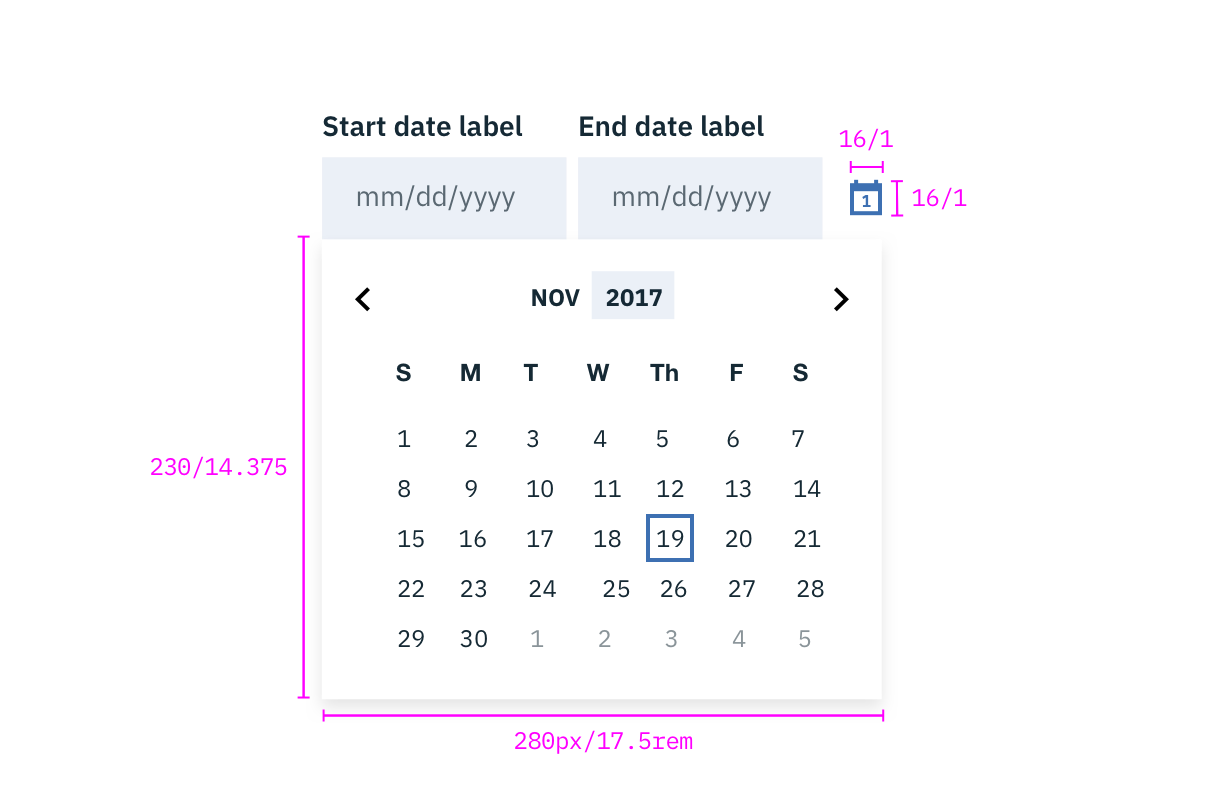 Start date label End date label
16/1
mm/dd/yyyy mm/dd/yyyy 1 16/1
NOV 2017
S M T W Th F S
1 2 3 4 5 6 7
8 9 10 11 12 13 14
230/14.375
15 16 17 18 19 20 21
22 23 24 25 26 27 28
29 30 1 2 3 4 5
280px/17.5rem